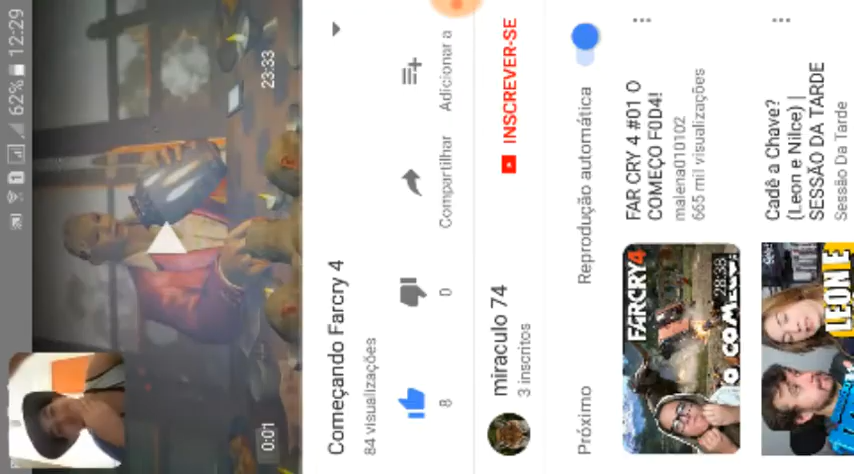 62% 12:29
0:01
23:33
Começando Farcry 4
84 visualizações
8
0
Compartilhar
Adicionar a
miraculo 74
3 inscritos
INSCREVER-SE
Próximo
Reprodução automática
FARCRY4
O COMEÇO
28:38
FAR CRY 4 #01 O
COMEÇO F0D4!
malena010102
665 mil visualizações
LEON E
Cadê a Chave?
(Leon e Nilce) |
SESSÃO DA TARDE
Sessão Da Tarde